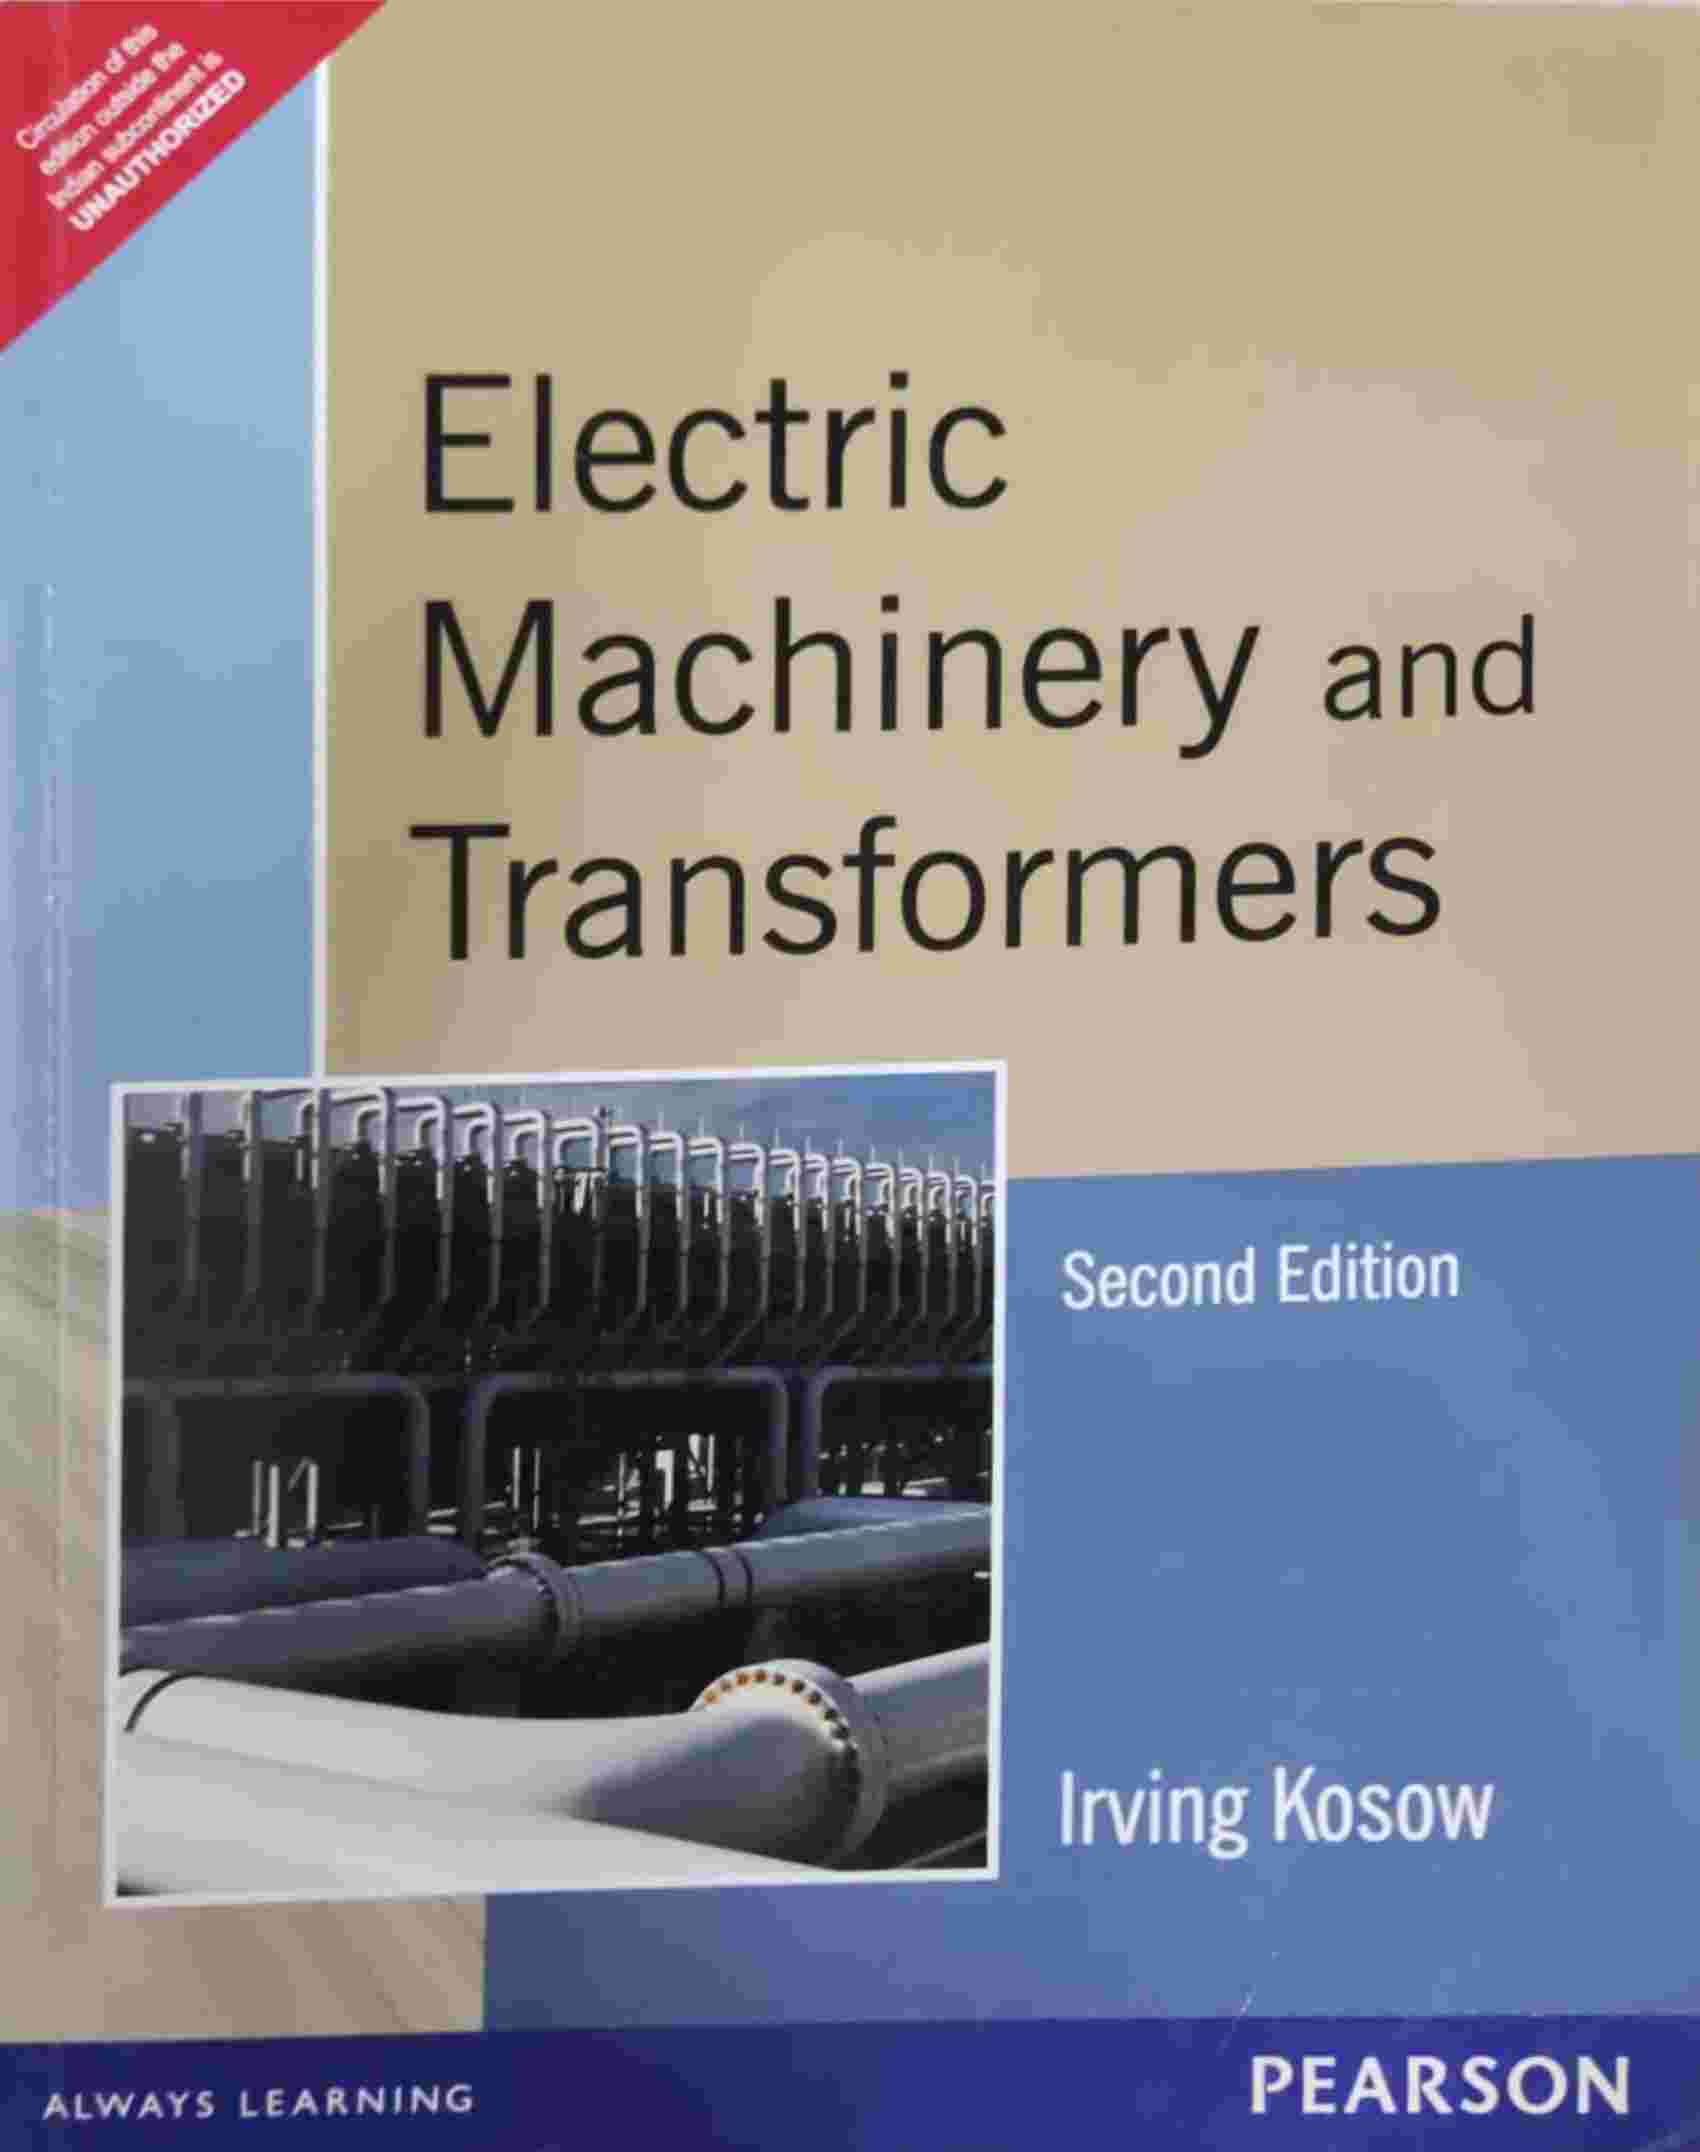 Circulation of this
edition outside the
Indian subcontinent is
UNAUTHORIZED
Electric
Machinery and
Transformers
Second Edition
Irving Kosow
ALWAYS LEARNING
PEARSON